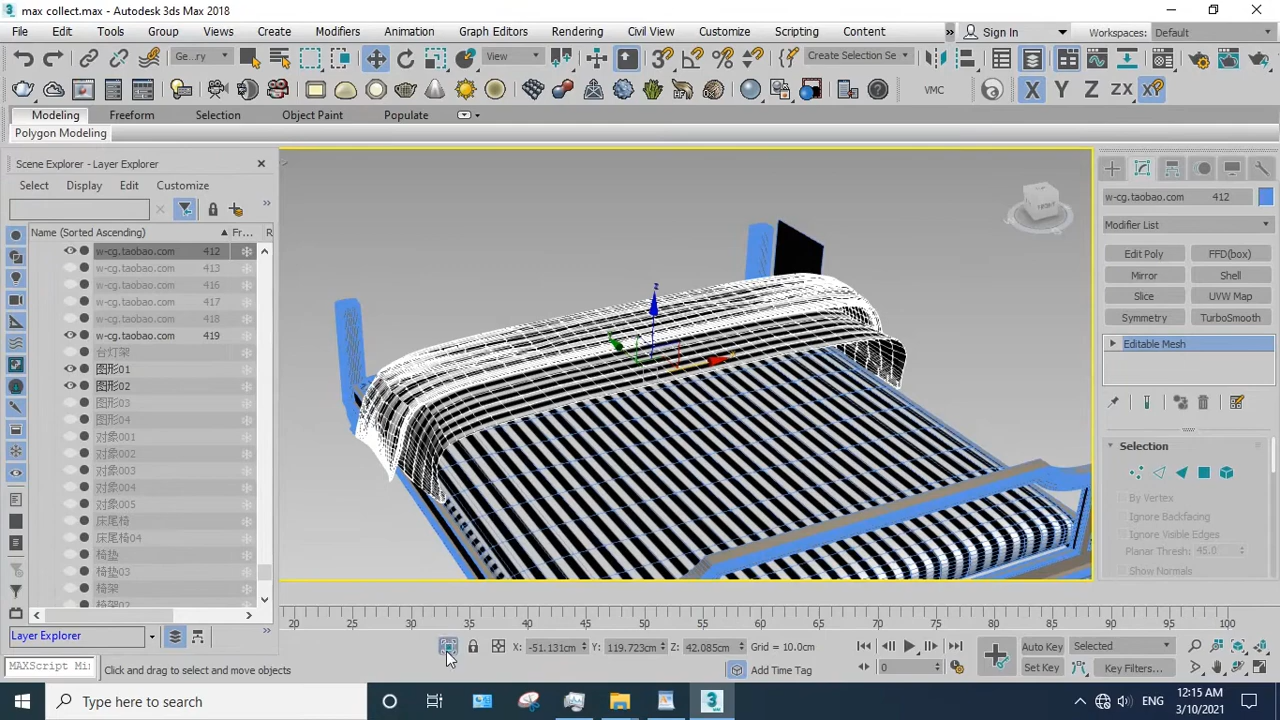 max collect.max - Autodesk 3ds Max 2018
File Edit Tools Group Views Create Modifiers Animation Graph Editors Rendering Civil View Customize Scripting Content » Sign In Workspaces: Default
Ge...ry View Create Selection Se
VMC X Y Z ZX XY
Modeling Freeform Selection Object Paint Populate
Polygon Modeling
Scene Explorer - Layer Explorer
Select Display Edit Customize
Name (Sorted Ascending) Fr... R
w-cg.taobao.com 412
w-cg.taobao.com 413
w-cg.taobao.com 416
w-cg.taobao.com 417
w-cg.taobao.com 418
w-cg.taobao.com 419
台灯架
图形01
图形02
图形03
图形04
对象001
对象002
对象003
对象004
对象005
床尾椅
床尾椅04
椅垫
椅垫03
椅架
椅架02
Layer Explorer
FRONT
w-cg.taobao.com 412
Modifier List
Edit Poly FFD(box)
Mirror Shell
Slice UVW Map
Symmetry TurboSmooth
Editable Mesh
Selection
By Vertex
Ignore Backfacing
Ignore Visible Edges
Planar Thresh: 45.0
Show Normals
z
20 25 30 35 40 45 50 55 60 65 70 75 80 85 90 95 100
X: -51.131cm Y: 119.723cm Z: 42.085cm Grid = 10.0cm
Auto Key Selected
MAXScript Mi Click and drag to select and move objects
Add Time Tag 0 Set Key Key Filters...
Type here to search
ENG 12:15 AM
3/10/2021